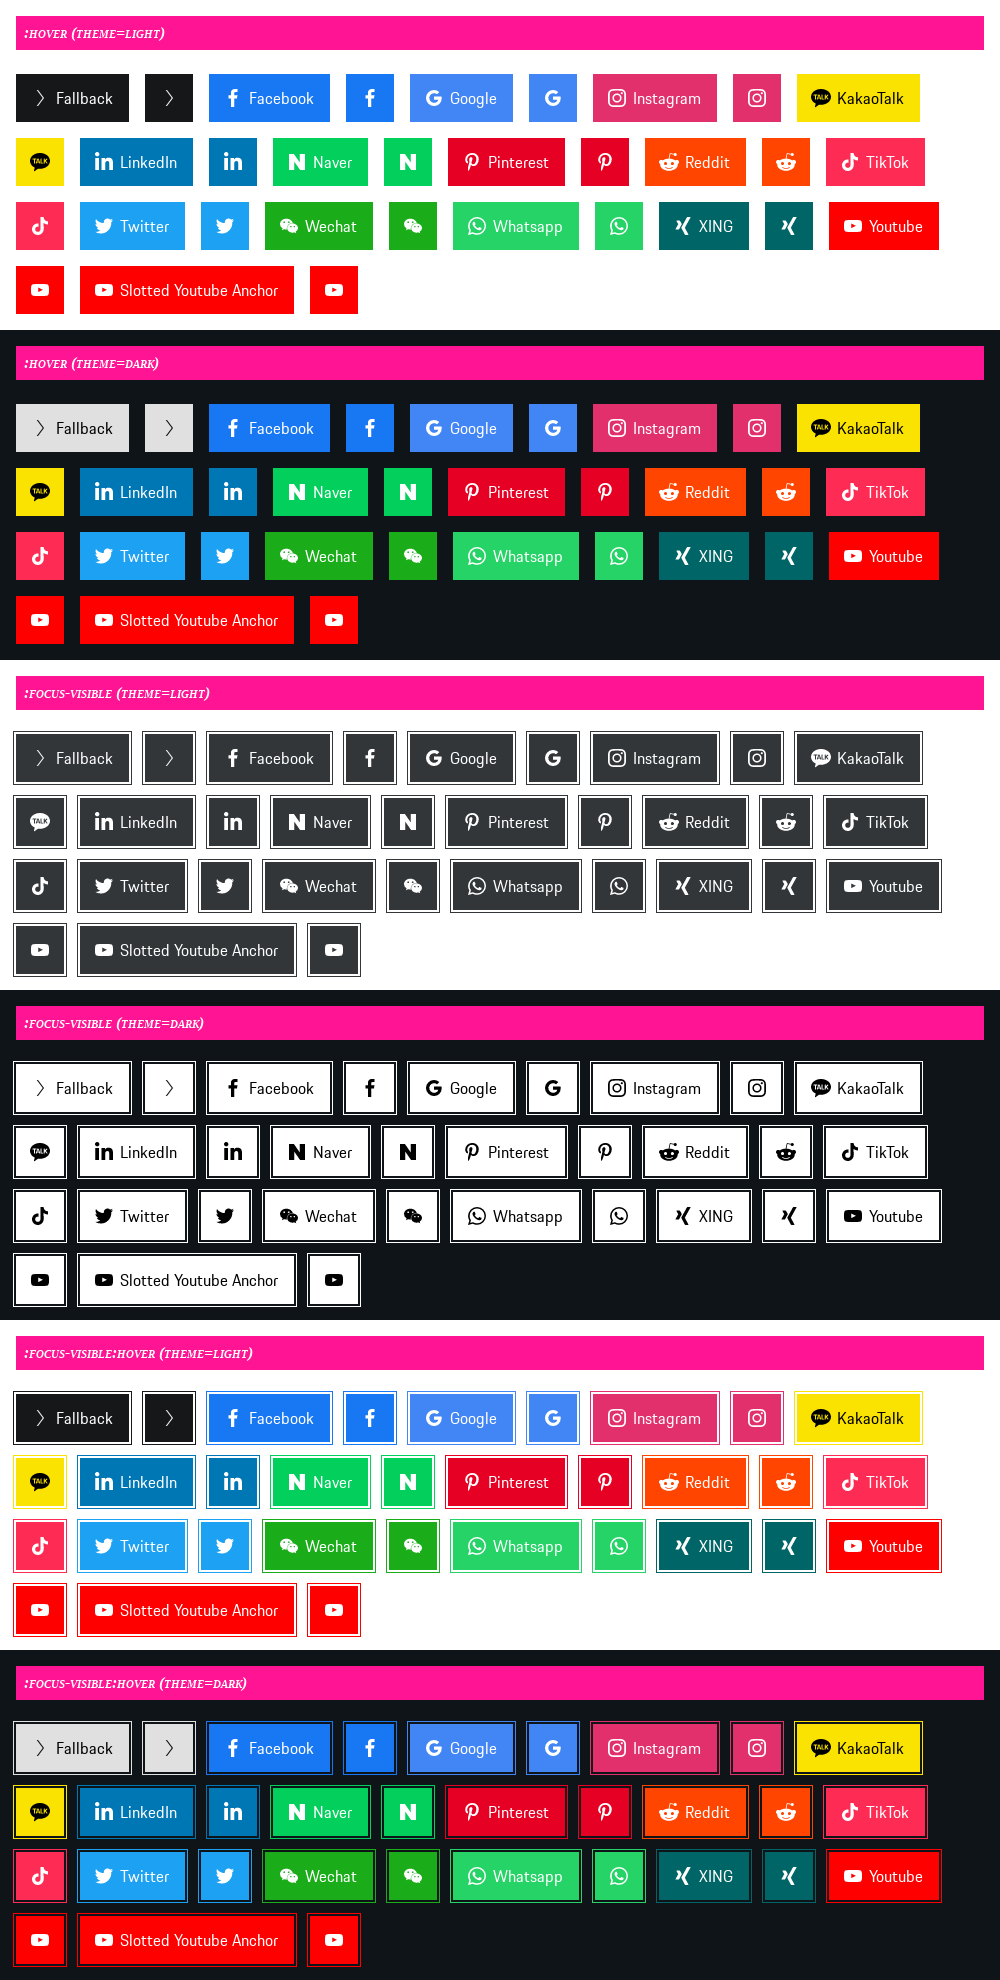 :HOVER (THEME=LIGHT)
Fallback Facebook Google Instagram TALK KakaoTalk
TALK LinkedIn Naver Pinterest Reddit TikTok
Twitter Wechat Whatsapp XING Youtube
Slotted Youtube Anchor
:HOVER (THEME=DARK)
Fallback Facebook Google Instagram TALK KakaoTalk
TALK LinkedIn Naver Pinterest Reddit TikTok
Twitter Wechat Whatsapp XING Youtube
Slotted Youtube Anchor
:FOCUS-VISIBLE (THEME=LIGHT)
Fallback Facebook Google Instagram TALK KakaoTalk
TALK LinkedIn Naver Pinterest Reddit TikTok
Twitter Wechat Whatsapp XING Youtube
Slotted Youtube Anchor
:FOCUS-VISIBLE (THEME=DARK)
Fallback Facebook Google Instagram TALK KakaoTalk
TALK LinkedIn Naver Pinterest Reddit TikTok
Twitter Wechat Whatsapp XING Youtube
Slotted Youtube Anchor
:FOCUS-VISIBLE:HOVER (THEME=LIGHT)
Fallback Facebook Google Instagram TALK KakaoTalk
TALK LinkedIn Naver Pinterest Reddit TikTok
Twitter Wechat Whatsapp XING Youtube
Slotted Youtube Anchor
:FOCUS-VISIBLE:HOVER (THEME=DARK)
Fallback Facebook Google Instagram TALK KakaoTalk
TALK LinkedIn Naver Pinterest Reddit TikTok
Twitter Wechat Whatsapp XING Youtube
Slotted Youtube Anchor